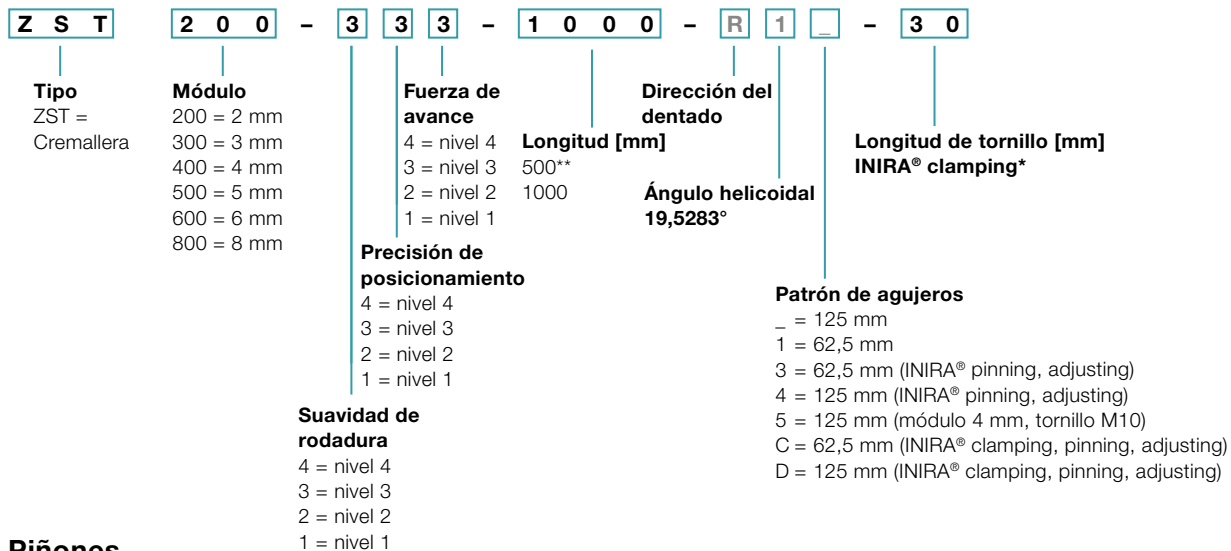 Z S T 2 0 0 – 3 3 3 – 1 0 0 0 – R 1 _ – 3 0
Tipo
ZST =
Cremallera
Módulo
200 = 2 mm
300 = 3 mm
400 = 4 mm
500 = 5 mm
600 = 6 mm
800 = 8 mm
Suavidad de
rodadura
4 = nivel 4
3 = nivel 3
2 = nivel 2
1 = nivel 1
Precisión de
posicionamiento
4 = nivel 4
3 = nivel 3
2 = nivel 2
1 = nivel 1
Fuerza de
avance
4 = nivel 4
3 = nivel 3
2 = nivel 2
1 = nivel 1
Longitud [mm]
500**
1000
Dirección del
dentado
Ángulo helicoidal
19,5283°
Patrón de agujeros
_ = 125 mm
1 = 62,5 mm
3 = 62,5 mm (INIRA® pinning, adjusting)
4 = 125 mm (INIRA® pinning, adjusting)
5 = 125 mm (módulo 4 mm, tornillo M10)
C = 62,5 mm (INIRA® clamping, pinning, adjusting)
D = 125 mm (INIRA® clamping, pinning, adjusting)
Longitud de tornillo [mm]
INIRA® clamping*
Piñones